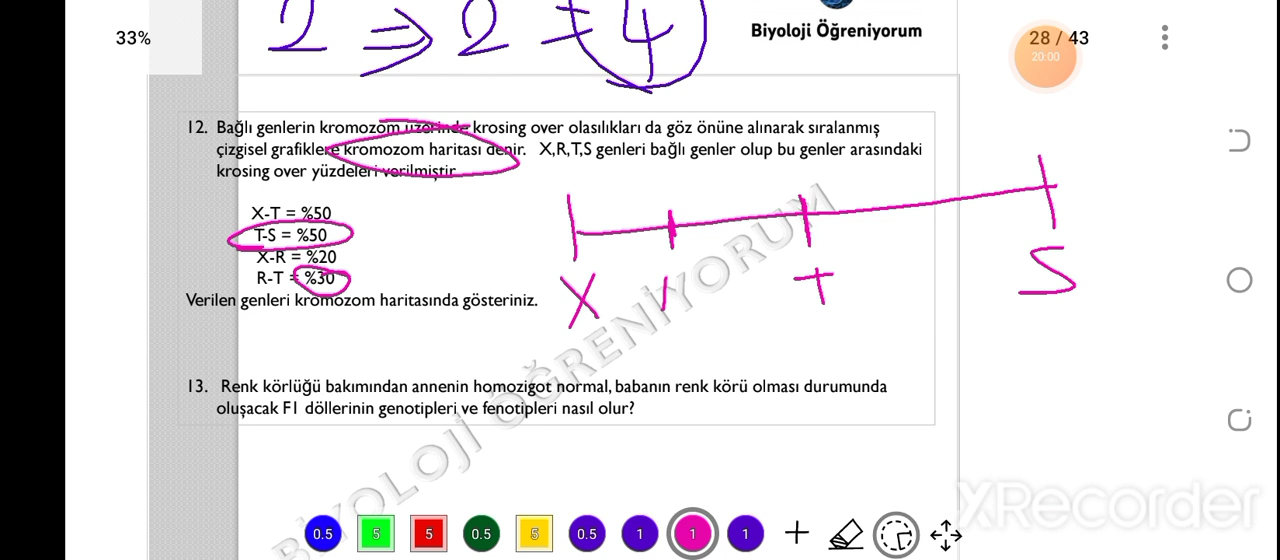 33%
2 ⇒ 2 = 4
Biyoloji Öğreniyorum
28 / 43
20:00
12. Bağlı genlerin kromozom üzerinde krosing over olasılıkları da göz önüne alınarak sıralanmış
çizgisel grafiklere kromozom haritası denir. X,R,T,S genleri bağlı genler olup bu genler arasındaki
krosing over yüzdeleri verilmiştir.
X-T = %50
T-S = %50
X-R = %20
R-T = %30
Verilen genleri kromozom haritasında gösteriniz.
X T S
13. Renk körlüğü bakımından annenin homozigot normal, babanın renk körü olması durumunda
oluşacak F1 döllerinin genotipleri ve fenotipleri nasıl olur?
BİYOLOJİ ÖĞRENİYORUM
XRecorder
0.5 5 5 0.5 5 0.5 1 1 1